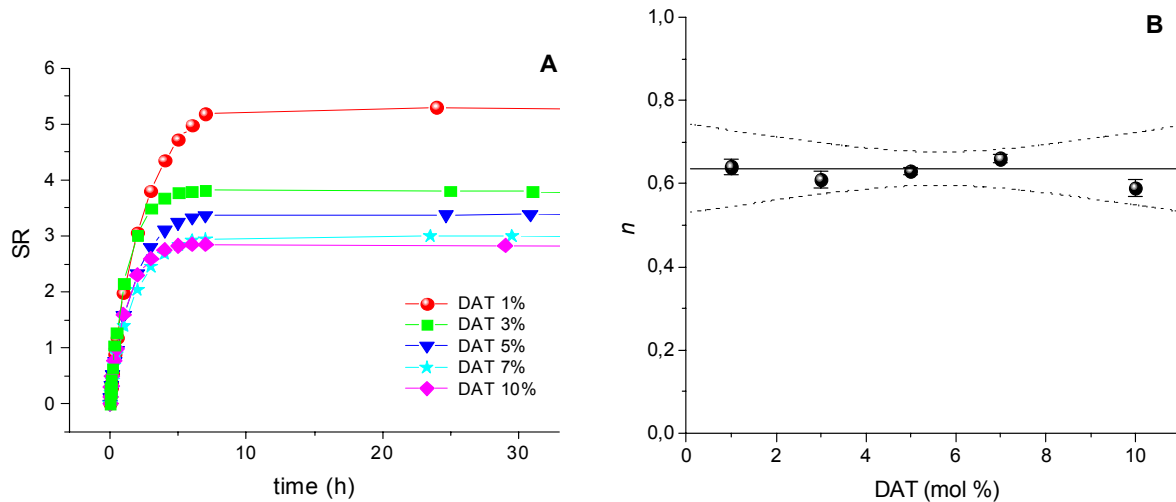 A
6
5
4
3
2
1
0
SR
0
10
20
30
time (h)
DAT 1%
DAT 3%
DAT 5%
DAT 7%
DAT 10%
B
1,0
0,8
0,6
0,4
0,2
0,0
n
0
2
4
6
8
10
DAT (mol %)